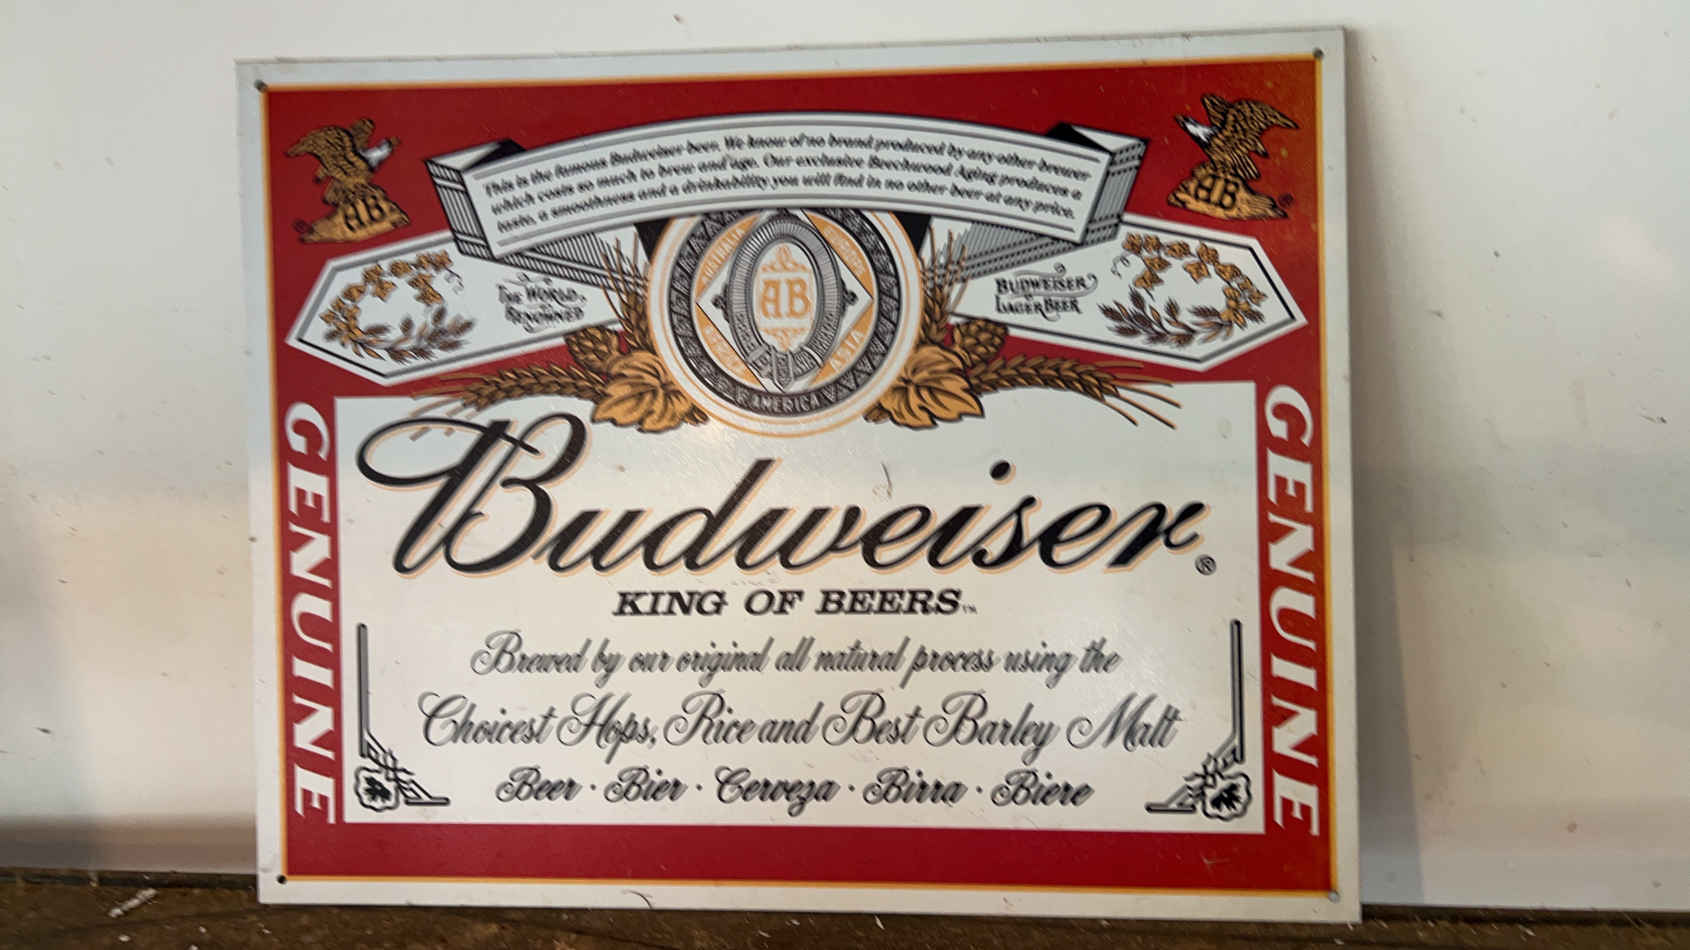 This is the famous Budweiser beer. We know of no brand produced by any other brewer
which costs so much to brew and age. Our exclusive Beechwood Aging produces a
taste, a smoothness and a drinkability you will find in no other beer at any price.
AB
AB
THE WORLD
RENOWNED
BUDWEISER
LAGER BEER
AUSTRALIA
AB
ASIA
AMERICA
GENUINE
Budweiser®
KING OF BEERS™
Brewed by our original all natural process using the
Choicest Hops, Rice and Best Barley Malt
Beer · Bier · Cerveza · Birra · Biere
GENUINE